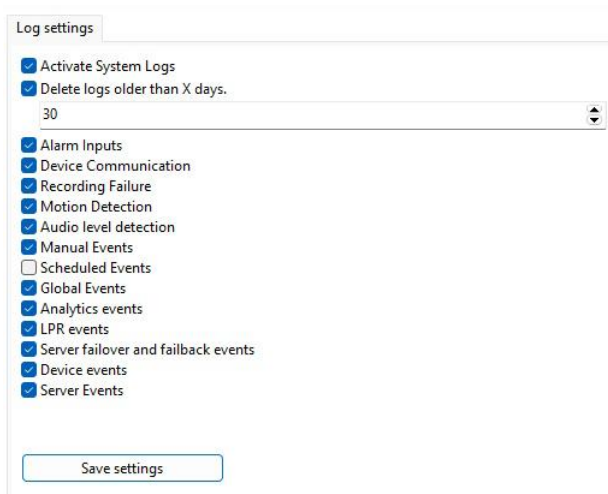 Log settings
Activate System Logs
Delete logs older than X days.
30
Alarm Inputs
Device Communication
Recording Failure
Motion Detection
Audio level detection
Manual Events
Scheduled Events
Global Events
Analytics events
LPR events
Server failover and failback events
Device events
Server Events
Save settings